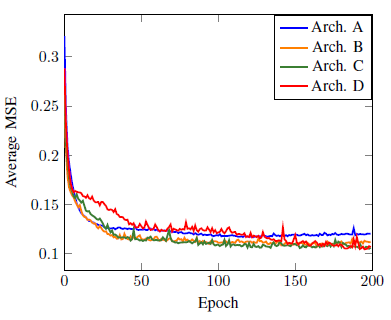 Arch. A
Arch. B
Arch. C
Arch. D
0.3
0.25
0.2
0.15
0.1
Average MSE
0 50 100 150 200
Epoch